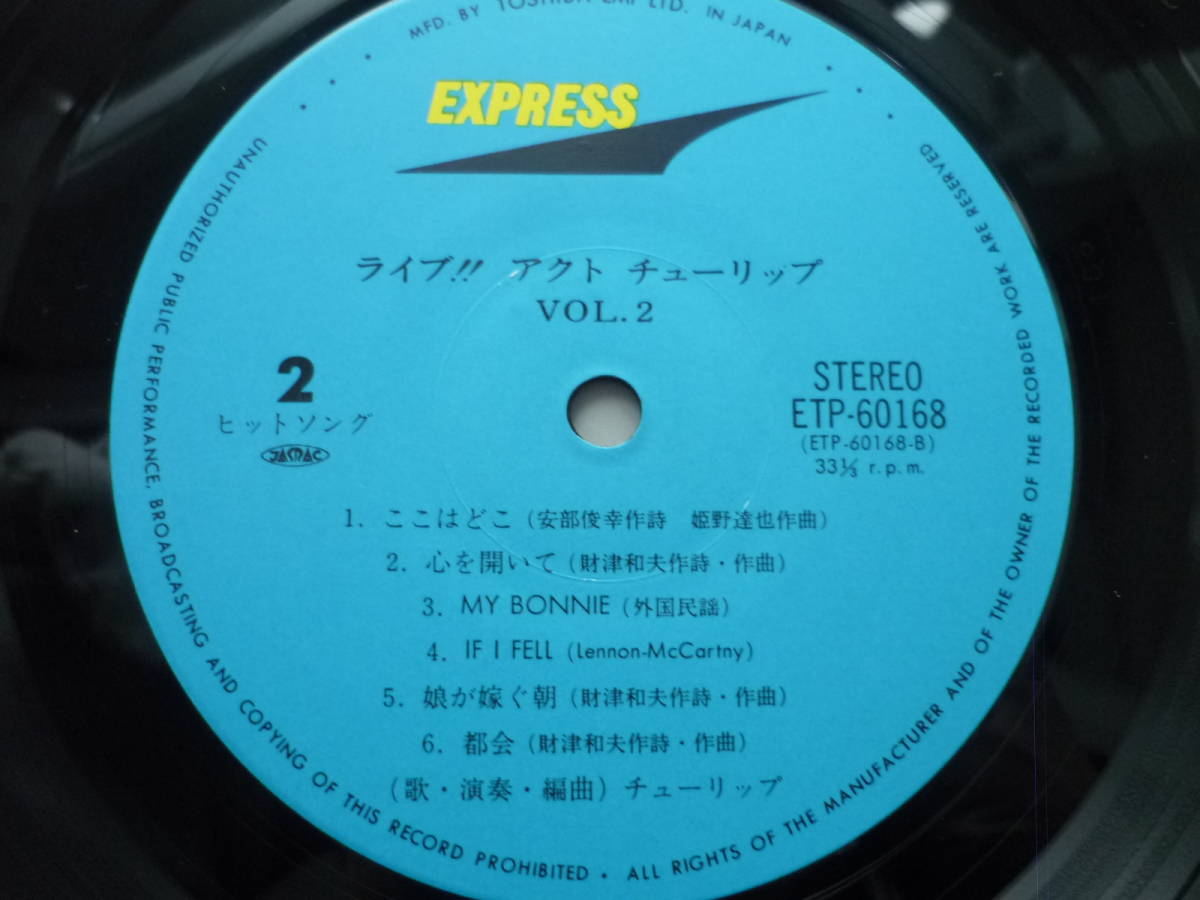 MFD. BY TOSHIBA EMI LTD. IN JAPAN
EXPRESS
ライブ!! アクト チューリップ
VOL.2
2
ヒットソング
JASRAC
STEREO
ETP-60168
(ETP-60168-B)
33⅓ r.p.m.
1. ここはどこ (安部俊幸作詩 姫野達也作曲)
2. 心を開いて (財津和夫作詩・作曲)
3. MY BONNIE (外国民謡)
4. IF I FELL (Lennon-McCartny)
5. 娘が嫁ぐ朝 (財津和夫作詩・作曲)
6. 都会 (財津和夫作詩・作曲)
(歌・演奏・編曲) チューリップ
UNAUTHORIZED PUBLIC PERFORMANCE, BROADCASTING AND COPYING OF THIS RECORD PROHIBITED • ALL RIGHTS OF THE MANUFACTURER AND OF THE OWNER OF THE RECORDED WORK ARE RESERVED